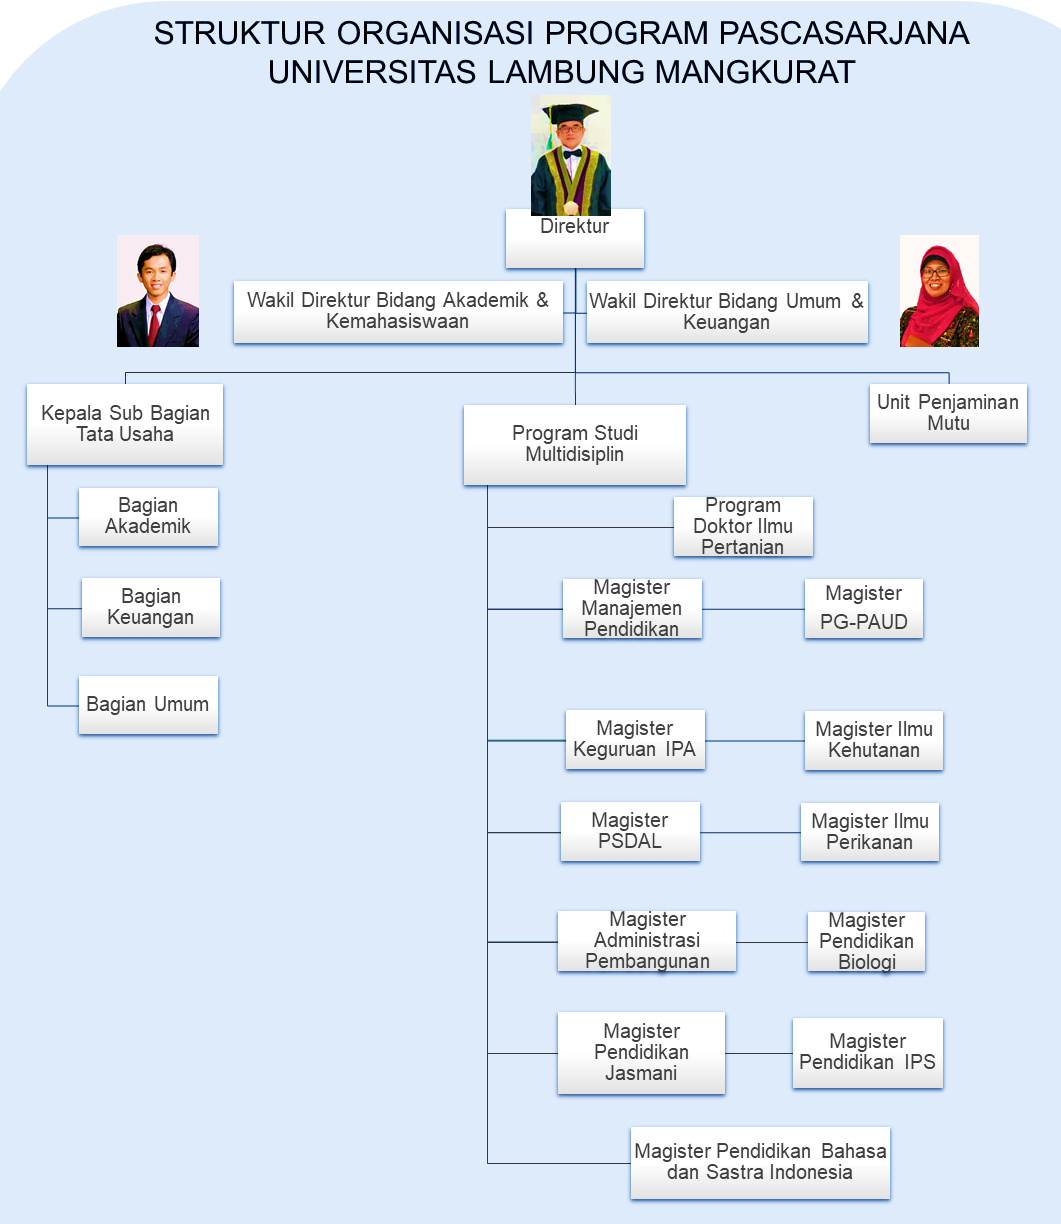 STRUKTUR ORGANISASI PROGRAM PASCASARJANA
UNIVERSITAS LAMBUNG MANGKURAT
Direktur
Wakil Direktur Bidang Akademik &
Kemahasiswaan
Wakil Direktur Bidang Umum &
Keuangan
Kepala Sub Bagian
Tata Usaha
Program Studi
Multidisiplin
Unit Penjaminan
Mutu
Bagian
Akademik
Bagian
Keuangan
Bagian Umum
Program
Doktor Ilmu
Pertanian
Magister
Manajemen
Pendidikan
Magister
PG-PAUD
Magister
Keguruan IPA
Magister Ilmu
Kehutanan
Magister
PSDAL
Magister Ilmu
Perikanan
Magister
Administrasi
Pembangunan
Magister
Pendidikan
Biologi
Magister
Pendidikan
Jasmani
Magister
Pendidikan IPS
Magister Pendidikan Bahasa
dan Sastra Indonesia